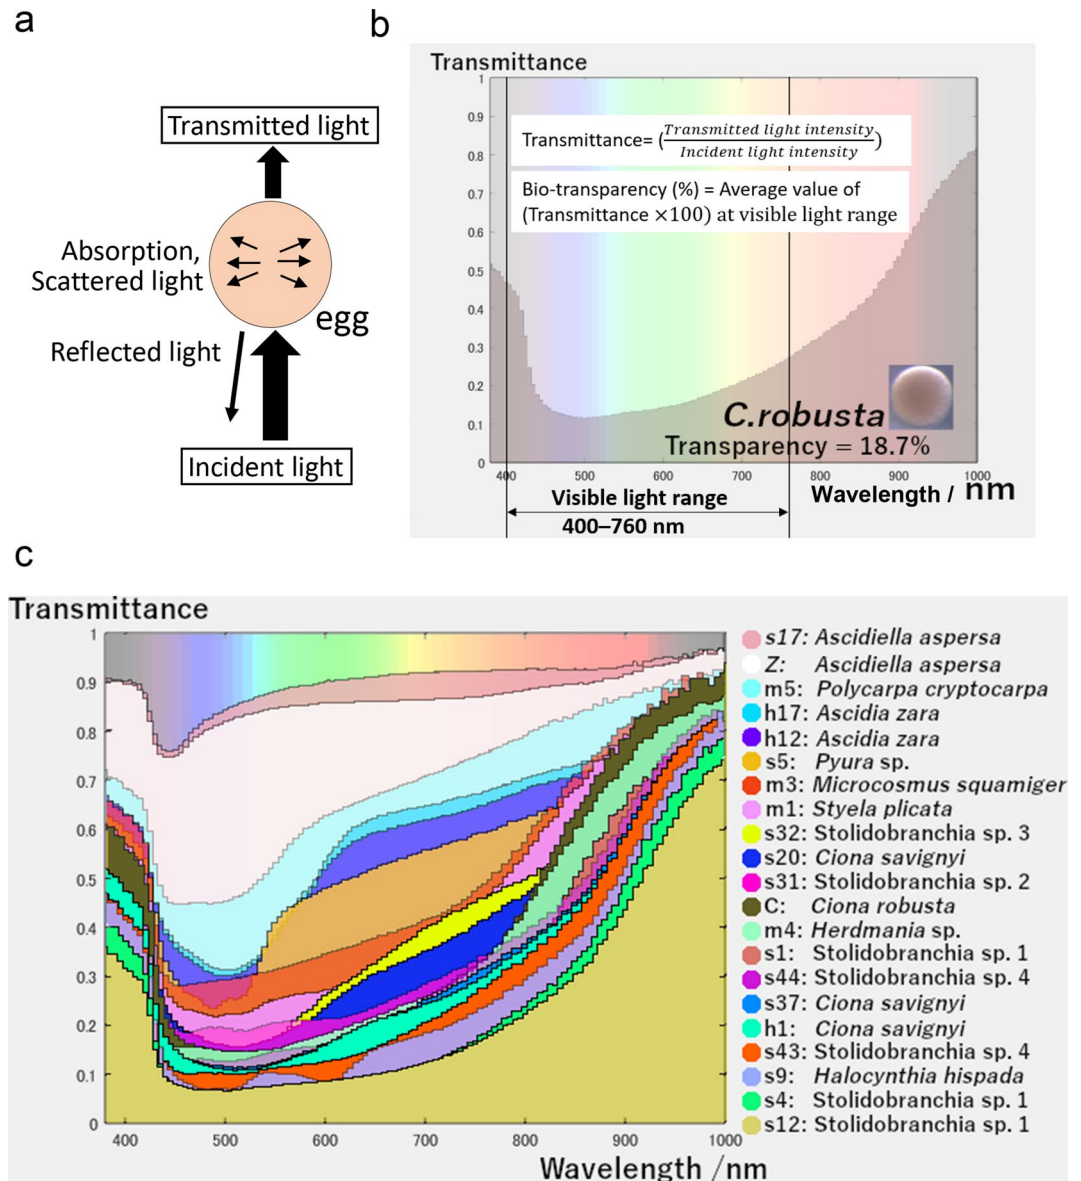 a
Transmitted light
Absorption,
Scattered light
egg
Reflected light
Incident light
b
Transmittance
1
0.9
0.8
0.7
0.6
0.5
0.4
0.3
0.2
0.1
0
Transmittance= (Transmitted light intensity / Incident light intensity)
Bio-transparency (%) = Average value of
(Transmittance ×100) at visible light range
C.robusta
Transparency = 18.7%
400 500 600 700 800 900 1000
Visible light range
400–760 nm
Wavelength / nm
c
Transmittance
1
0.9
0.8
0.7
0.6
0.5
0.4
0.3
0.2
0.1
0
400 500 600 700 800 900 1000
Wavelength /nm
s17: Ascidiella aspersa
Z: Ascidiella aspersa
m5: Polycarpa cryptocarpa
h17: Ascidia zara
h12: Ascidia zara
s5: Pyura sp.
m3: Microcosmus squamiger
m1: Styela plicata
s32: Stolidobranchia sp. 3
s20: Ciona savignyi
s31: Stolidobranchia sp. 2
C: Ciona robusta
m4: Herdmania sp.
s1: Stolidobranchia sp. 1
s44: Stolidobranchia sp. 4
s37: Ciona savignyi
h1: Ciona savignyi
s43: Stolidobranchia sp. 4
s9: Halocynthia hispada
s4: Stolidobranchia sp. 1
s12: Stolidobranchia sp. 1